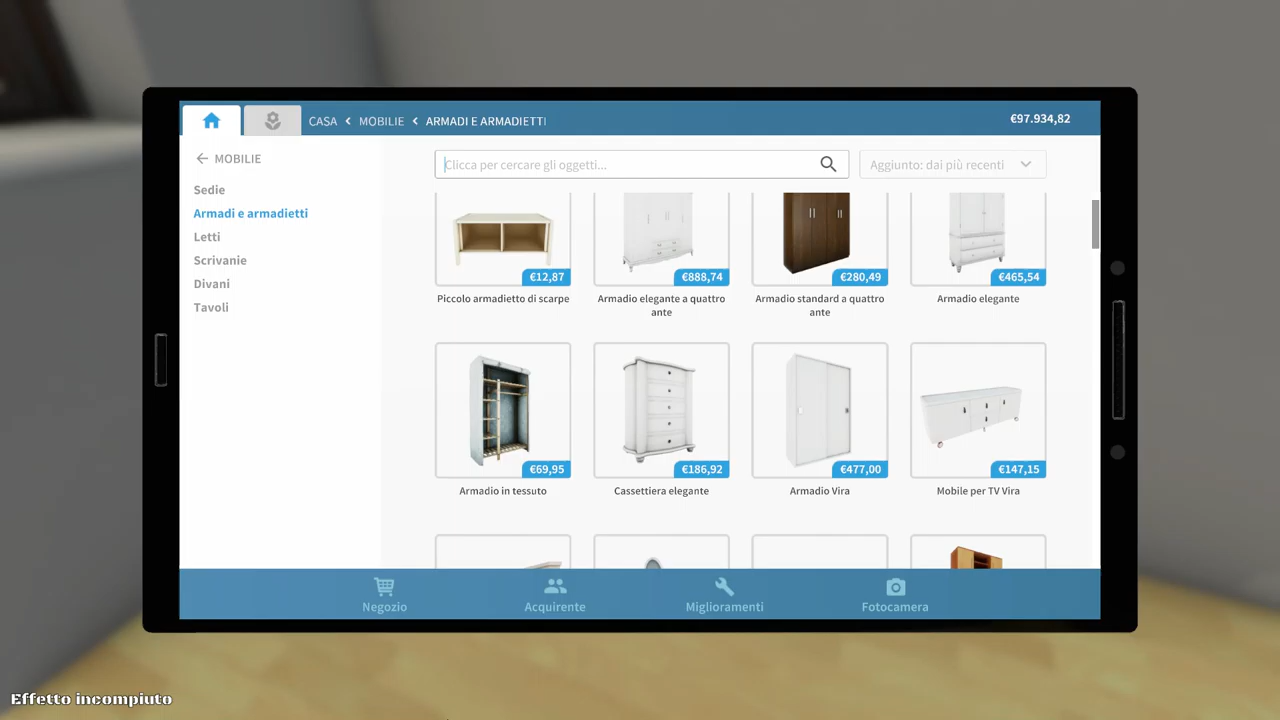 CASA < MOBILIE < ARMADI E ARMADIETTI
€97.934,82
← MOBILIE
Sedie
Armadi e armadietti
Letti
Scrivanie
Divani
Tavoli
Clicca per cercare gli oggetti...
Aggiunto: dai più recenti
€12,87
€888,74
€280,49
€465,54
Piccolo armadietto di scarpe
Armadio elegante a quattro
ante
Armadio standard a quattro
ante
Armadio elegante
€69,95
€186,92
€477,00
€147,15
Armadio in tessuto
Cassettiera elegante
Armadio Vira
Mobile per TV Vira
Negozio
Acquirente
Miglioramenti
Fotocamera
Effetto incompiuto